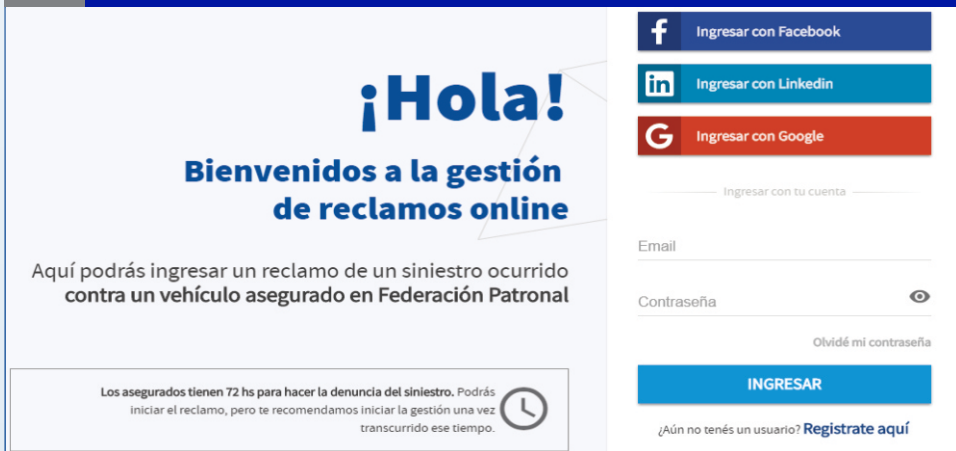 ¡Hola!
Bienvenidos a la gestión
de reclamos online
Aquí podrás ingresar un reclamo de un siniestro ocurrido
contra un vehículo asegurado en Federación Patronal
Los asegurados tienen 72 hs para hacer la denuncia del siniestro. Podrás
iniciar el reclamo, pero te recomendamos iniciar la gestión una vez
transcurrido ese tiempo.
f Ingresar con Facebook
in Ingresar con Linkedin
G Ingresar con Google
Ingresar con tu cuenta
Email
Contraseña
Olvidé mi contraseña
INGRESAR
¿Aún no tenés un usuario? Registrate aquí